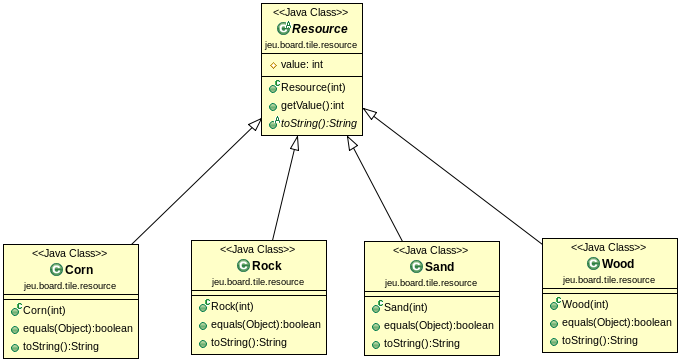 <<Java Class>>
Resource
jeu.board.tile.resource
value: int
Resource(int)
getValue():int
toString():String
<<Java Class>>
Corn
jeu.board.tile.resource
Corn(int)
equals(Object):boolean
toString():String
<<Java Class>>
Rock
jeu.board.tile.resource
Rock(int)
equals(Object):boolean
toString():String
<<Java Class>>
Sand
jeu.board.tile.resource
Sand(int)
equals(Object):boolean
toString():String
<<Java Class>>
Wood
jeu.board.tile.resource
Wood(int)
equals(Object):boolean
toString():String